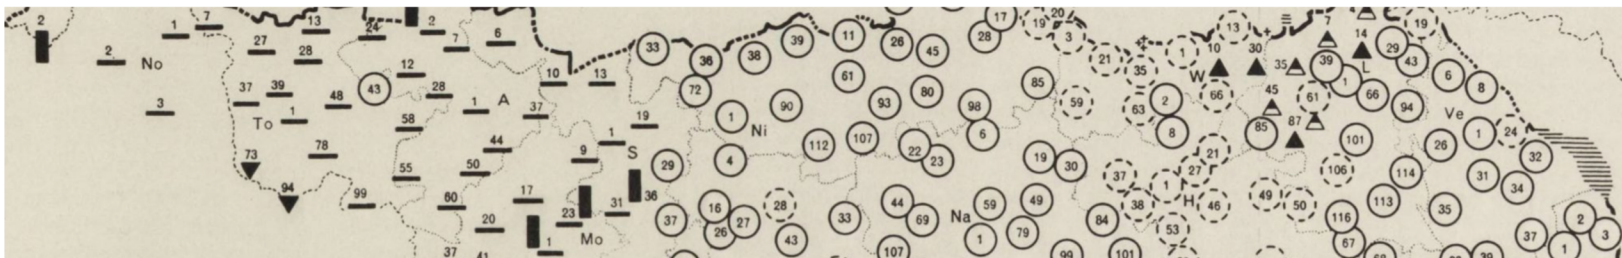 2 1 7 13 24 2 6 33 36 38 39 11 26 45 28 17 19 20 3 13 7 14 19
2 No 27 28 7 12 10 13 72 61 80 85 21 35 1 10 30 35 39 29 43 6 8
3 37 39 48 43 28 1 A 37 1 90 93 98 59 63 2 W 66 45 61 1 L 66 94 Ve
To 1 58 44 1 19 Ni 112 107 22 23 6 8 85 87 101 26 1 24
73 78 55 50 9 S 29 4 19 30 37 21 27 106 114 31 32
94 99 60 17 36 16 28 44 59 49 38 1 H 46 49 50 113 34
20 23 31 37 26 27 33 69 Na 79 84 53 116 35 2
37 41 1 Mo 43 107 1 99 101 67 68 39 37 1 3